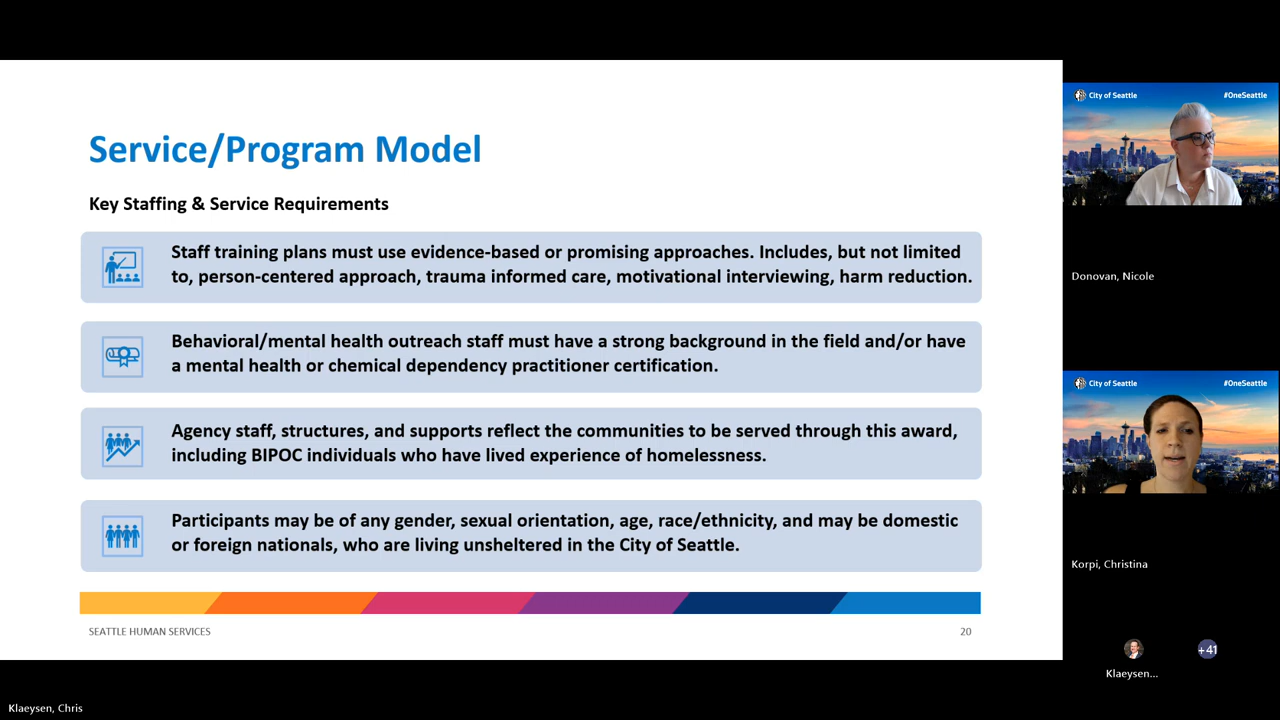 Service/Program Model
Key Staffing & Service Requirements
Staff training plans must use evidence-based or promising approaches. Includes, but not limited
to, person-centered approach, trauma informed care, motivational interviewing, harm reduction.
Behavioral/mental health outreach staff must have a strong background in the field and/or have
a mental health or chemical dependency practitioner certification.
Agency staff, structures, and supports reflect the communities to be served through this award,
including BIPOC individuals who have lived experience of homelessness.
Participants may be of any gender, sexual orientation, age, race/ethnicity, and may be domestic
or foreign nationals, who are living unsheltered in the City of Seattle.
SEATTLE HUMAN SERVICES
20
City of Seattle
#OneSeattle
Donovan, Nicole
City of Seattle
#OneSeattle
Korpi, Christina
+41
Klaeysen...
Klaeysen, Chris